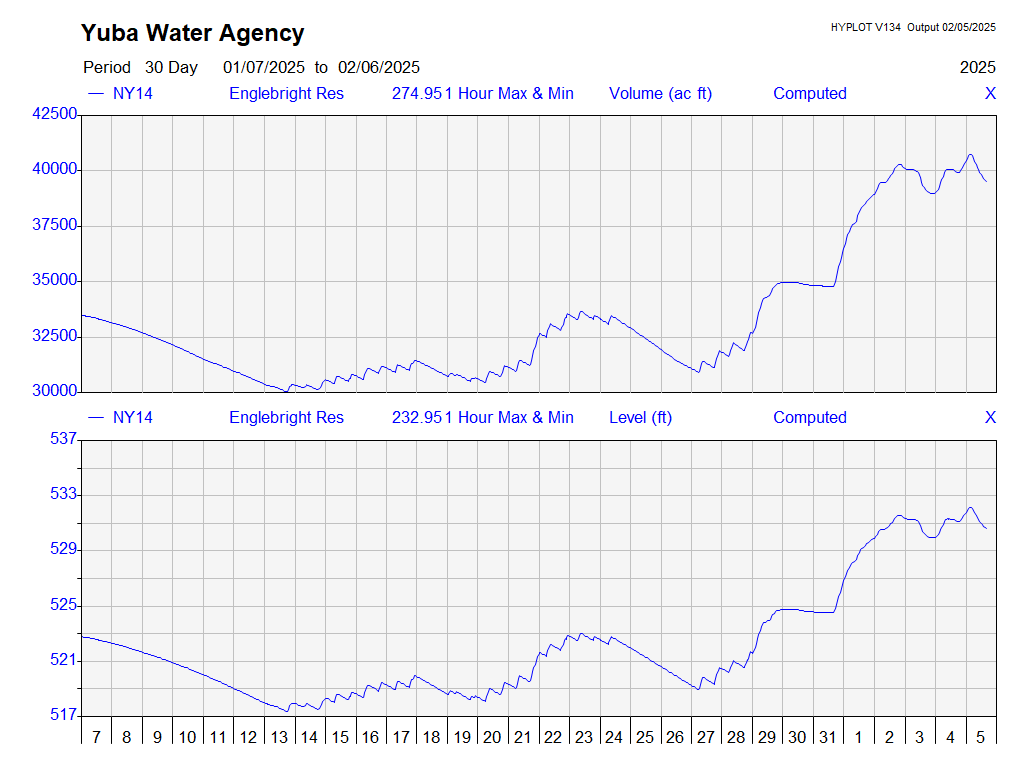 Yuba Water Agency
HYPLOT V134 Output 02/05/2025
Period 30 Day 01/07/2025 to 02/06/2025 2025
— NY14 Englebright Res 274.951 Hour Max & Min Volume (ac ft) Computed X
42500
40000
37500
35000
32500
30000
— NY14 Englebright Res 232.951 Hour Max & Min Level (ft) Computed X
537
533
529
525
521
517
7 8 9 10 11 12 13 14 15 16 17 18 19 20 21 22 23 24 25 26 27 28 29 30 31 1 2 3 4 5